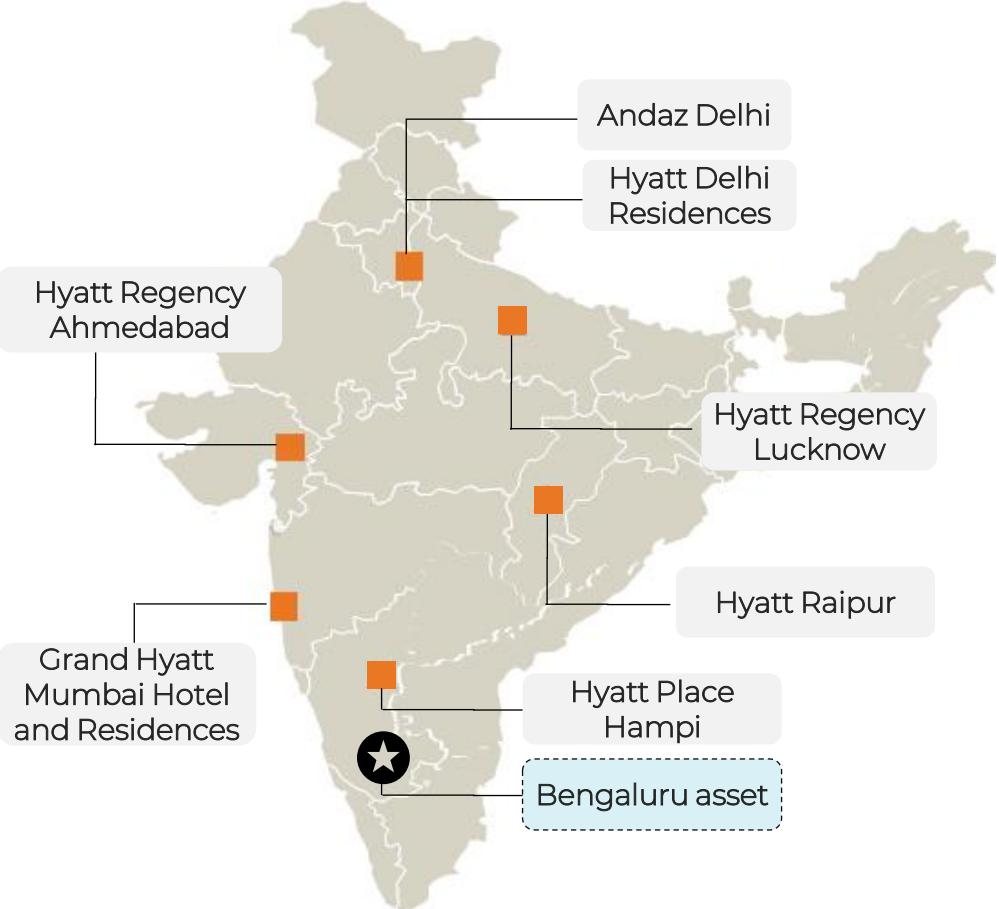 Andaz Delhi
Hyatt Delhi
Residences
Hyatt Regency
Ahmedabad
Hyatt Regency
Lucknow
Hyatt Raipur
Grand Hyatt
Mumbai Hotel
and Residences
Hyatt Place
Hampi
Bengaluru asset